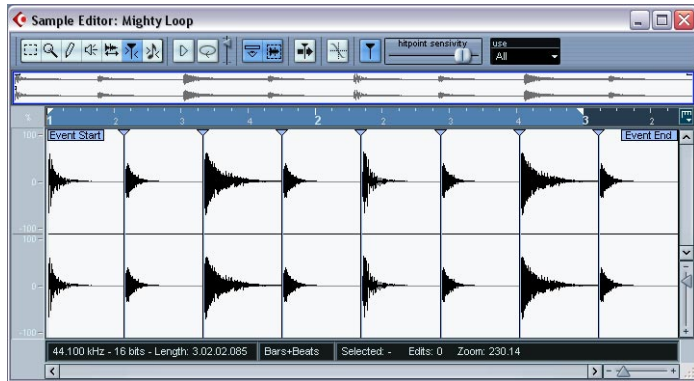 Sample Editor: Mighty Loop
hitpoint sensivity
use
All
1 2 3 4 2 2 3 4 3 2
Event Start
Event End
100
0
-100
100
0
-100
44.100 kHz - 16 bits - Length: 3.02.02.085
Bars+Beats
Selected: -
Edits: 0
Zoom: 230.14